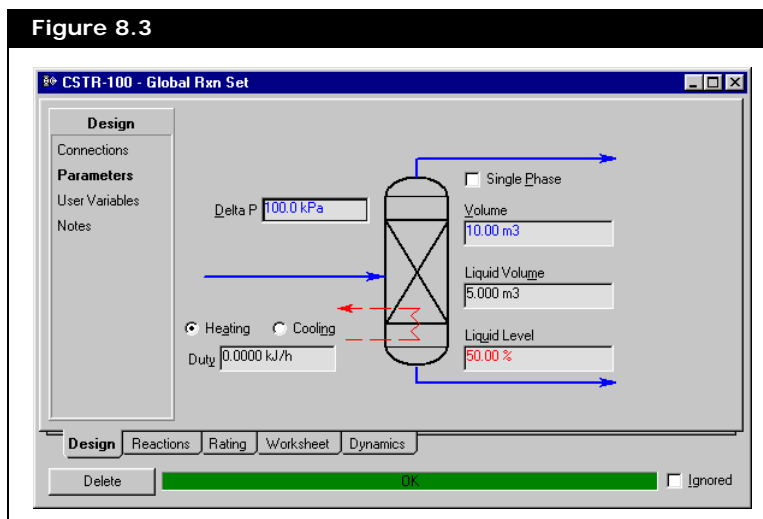 Figure 8.3
CSTR-100 - Global Rxn Set
Design
Connections
Parameters
User Variables
Notes
Delta P 100.0 kPa
Single Phase
Volume
10.00 m3
Liquid Volume
5.000 m3
Heating Cooling
Liquid Level
50.00 %
Duty 0.0000 kJ/h
Design Reactions Rating Worksheet Dynamics
Delete OK Ignored